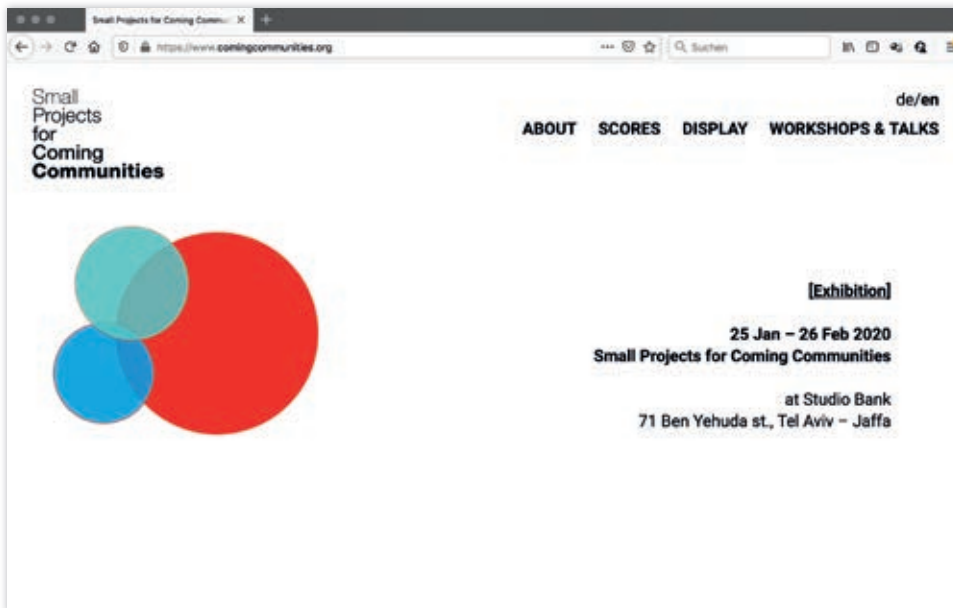 Small Projects for Coming Commu
https://www.comingcommunities.org
Suchen
Small
Projects
for
Coming
Communities
de/en
ABOUT SCORES DISPLAY WORKSHOPS & TALKS
[Exhibition]
25 Jan – 26 Feb 2020
Small Projects for Coming Communities
at Studio Bank
71 Ben Yehuda st., Tel Aviv – Jaffa